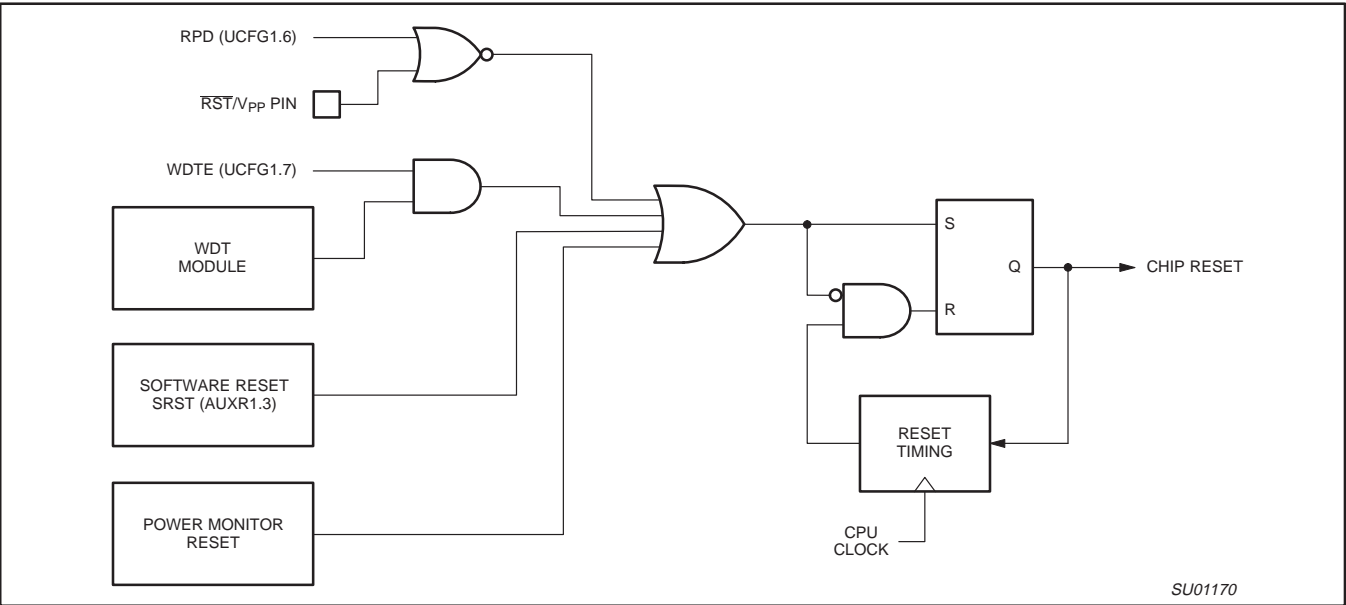 RPD (UCFG1.6)
RST/VPP PIN
WDTE (UCFG1.7)
WDT
MODULE
SOFTWARE RESET
SRST (AUXR1.3)
POWER MONITOR
RESET
S
Q
R
CHIP RESET
RESET
TIMING
CPU
CLOCK
SU01170